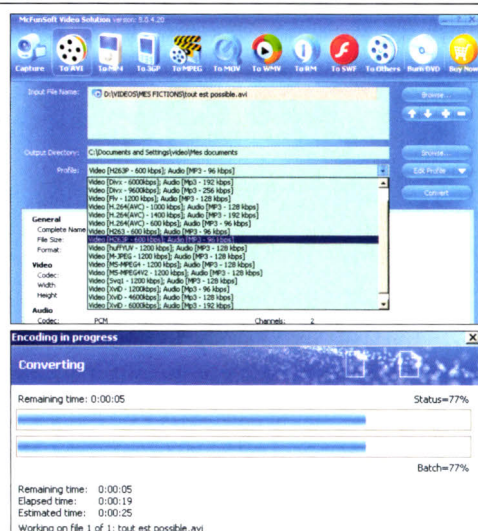 McFunSoft Video Solution version: 8.0.4.20
Capture To AVI To MP4 To 3GP To MPEG To MOV To WMV To RM To SWF To Others Burn DVD Buy Now
Input File Name: D:\VIDEOS\MES FICTIONS\tout est possible.avi Browse...
Output Directory: C:\Documents and Settings\video\Mes documents Browse...
Profile: Video [H263P - 600 kbps]; Audio [MP3 - 96 kbps] Edit Profile
Video [Divx - 6000kbps]; Audio [Mp3 - 192 kbps]
Convert
Video [Divx - 9600kbps]; Audio [Mp3 - 256 kbps]
Video [Flv - 1200 kbps]; Audio [MP3 - 128 kbps]
Video [H.264(AVC) - 1000 kbps]; Audio [MP3 - 128 kbps]
Video [H.264(AVC) - 1400 kbps]; Audio [MP3 - 192 kbps]
General
Video [H.264(AVC) - 600 kbps]; Audio [MP3 - 96 kbps]
Complete Name
Video [H263 - 600 kbps]; Audio [MP3 - 96 kbps]
File Size:
Video [H263P - 600 kbps]; Audio [MP3 - 96 kbps]
Format:
Video [huffYUV - 1200 kbps]; Audio [MP3 - 128 kbps]
Video [M-JPEG - 1200 kbps]; Audio [MP3 - 128 kbps]
Video
Video [MS-MPEG4 - 1200 kbps]; Audio [MP3 - 128 kbps]
Codec:
Video [MS-MPEG4V2 - 1200 kbps]; Audio [MP3 - 128 kbps]
Width
Video [Svq1 - 1200 kbps]; Audio [MP3 - 128 kbps]
Height
Video [XviD - 1200kbps]; Audio [Mp3 - 96 kbps]
Video [XviD - 4600kbps]; Audio [Mp3 - 128 kbps]
Audio
Video [XviD - 6000kbps]; Audio [Mp3 - 192 kbps]
Codec: PCM Channels: 2
Encoding in progress
Converting
Remaining time: 0:00:05 Status=77%
Batch=77%
Remaining time: 0:00:05
Elapsed time: 0:00:19
Estimated time: 0:00:25
Working on file 1 of 1: tout est possible.avi